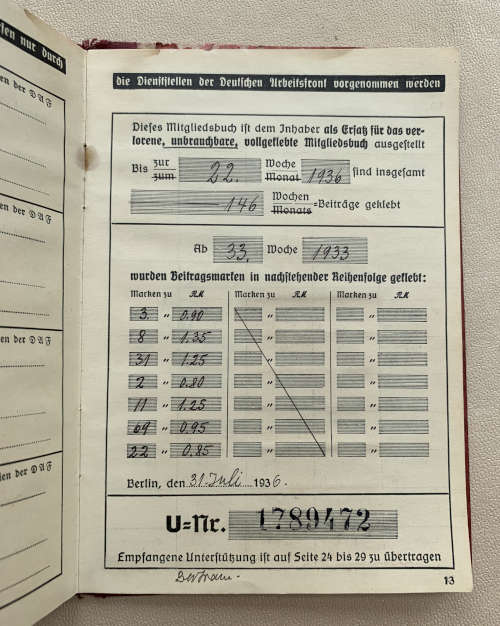 sen nur durch
en der DAF
en der DAF
en der DAF
ien der DAF
die Dienststellen der Deutschen Arbeitsfront vorgenommen werden
Dieses Mitgliedsbuch ist dem Inhaber als Ersatz für das ver-
lorene, unbrauchbare, vollgeklebte Mitgliedsbuch ausgestellt
Bis zur zum 22. Woche Monat 1936 sind insgesamt
146 Wochen Monats-Beiträge geklebt
Ab 33. Woche 1933
wurden Beitragsmarken in nachstehender Reihenfolge geklebt:
Marken zu RM Marken zu RM Marken zu RM
3 " 0.90 " "
8 " 1.35 " "
31 " 1.25 " "
2 " 0.80 " "
11 " 1.25 " "
69 " 0.95 " "
22 " 0.85 " "
Berlin, den 31. Juli 1936.
U=Nr. 1789472
Empfangene Unterstützung ist auf Seite 24 bis 29 zu übertragen
13